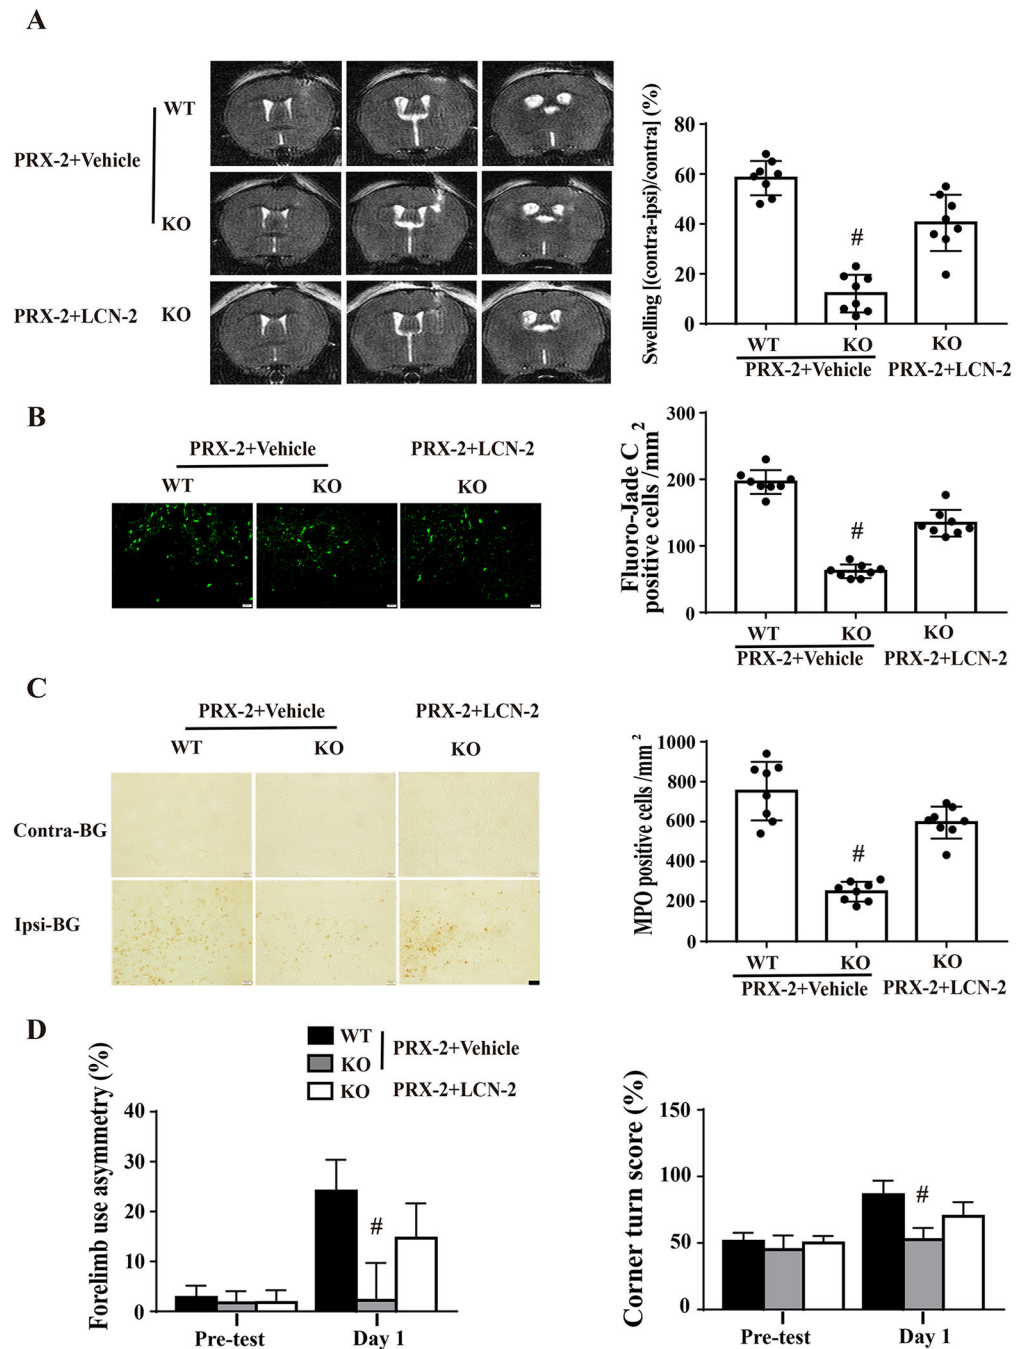 A
WT
PRX-2+Vehicle
KO
PRX-2+LCN-2 KO
Swelling [(contra-ipsi)/contra] (%)
80
60
40
20
0
#
WT KO KO
PRX-2+Vehicle PRX-2+LCN-2
B
PRX-2+Vehicle PRX-2+LCN-2
WT KO KO
Fluoro-Jade C
positive cells /mm2
300
200
100
0
#
WT KO KO
PRX-2+Vehicle PRX-2+LCN-2
C
PRX-2+Vehicle PRX-2+LCN-2
WT KO KO
Contra-BG
Ipsi-BG
MPO positive cells /mm2
1000
800
600
400
200
0
#
WT KO KO
PRX-2+Vehicle PRX-2+LCN-2
D
WT
KO PRX-2+Vehicle
KO PRX-2+LCN-2
Forelimb use asymmetry (%)
40
30
20
10
0
#
Pre-test Day 1
Corner turn score (%)
150
100
50
0
#
Pre-test Day 1